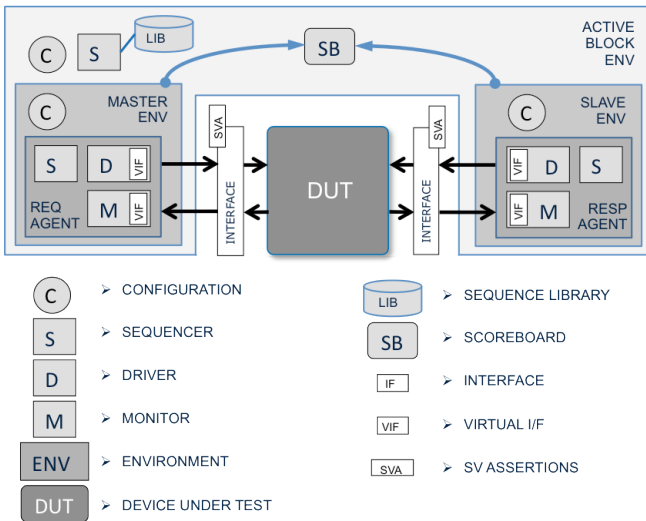 ACTIVE
BLOCK
ENV
LIB
C
S
SB
C
MASTER
ENV
SVA
SVA
C
SLAVE
ENV
S
D
VIF
INTERFACE
DUT
INTERFACE
VIF
D
S
REQ
AGENT
M
VIF
VIF
M
RESP
AGENT
C
➢ CONFIGURATION
S
➢ SEQUENCER
D
➢ DRIVER
M
➢ MONITOR
ENV
➢ ENVIRONMENT
DUT
➢ DEVICE UNDER TEST
LIB
➢ SEQUENCE LIBRARY
SB
➢ SCOREBOARD
IF
➢ INTERFACE
VIF
➢ VIRTUAL I/F
SVA
➢ SV ASSERTIONS